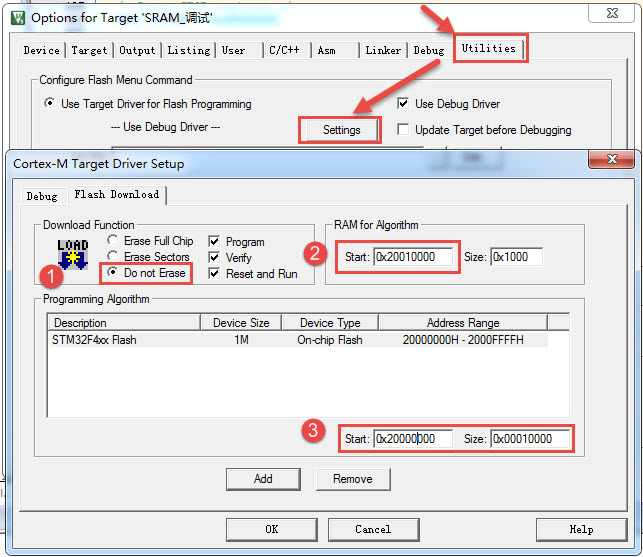 Options for Target 'SRAM_调试'
Device Target Output Listing User C/C++ Asm Linker Debug Utilities
Configure Flash Menu Command
Use Target Driver for Flash Programming
Use Debug Driver
--- Use Debug Driver ---
Settings
Update Target before Debugging
Cortex-M Target Driver Setup
Debug Flash Download
Download Function
LOAD
Erase Full Chip
Erase Sectors
Do not Erase
Program
Verify
Reset and Run
1
RAM for Algorithm
2
Start: 0x20010000 Size: 0x1000
Programming Algorithm
Description Device Size Device Type Address Range
STM32F4xx Flash 1M On-chip Flash 20000000H - 2000FFFFH
3
Start: 0x20000000 Size: 0x00010000
Add Remove
OK Cancel Help